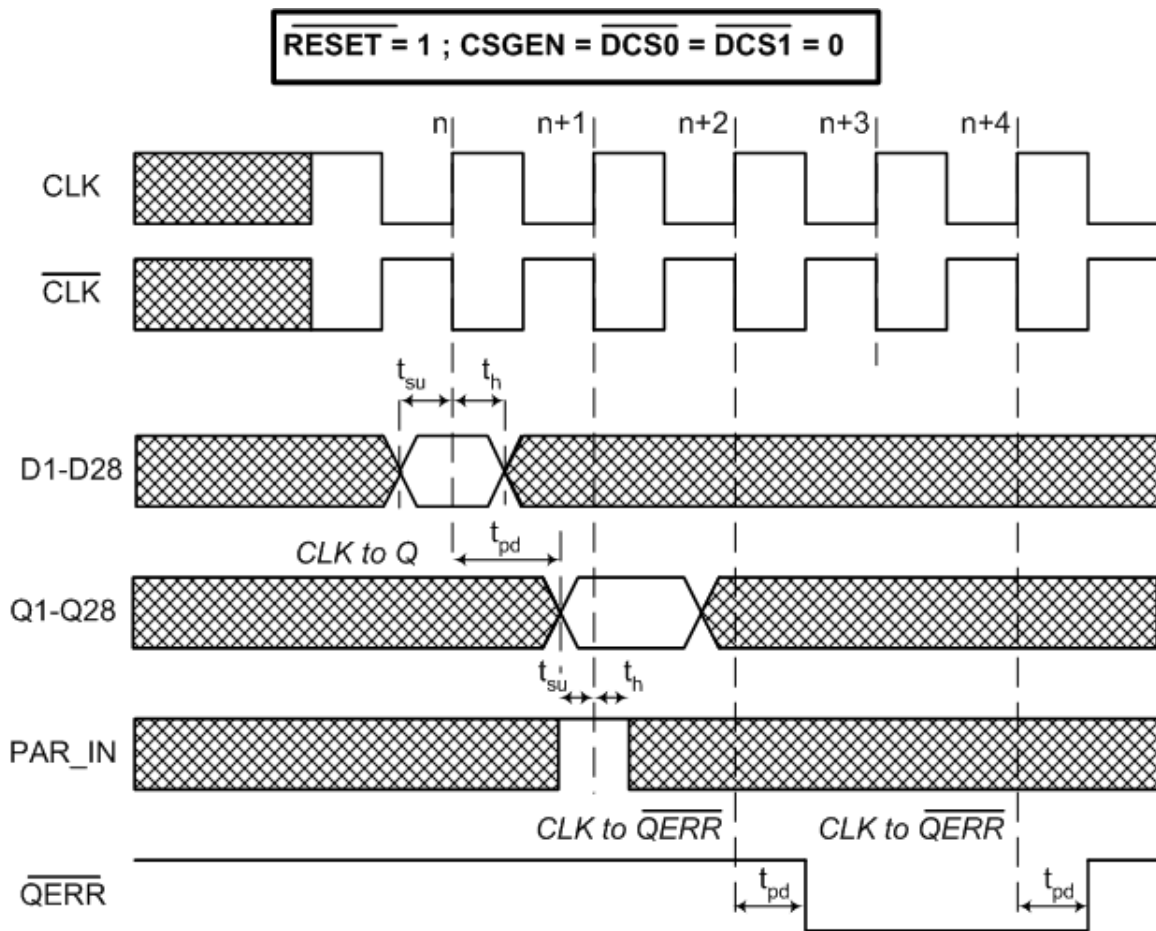 RESET = 1 ; CSGEN = DCS0 = DCS1 = 0
n n+1 n+2 n+3 n+4
CLK
CLK
tsu th
D1-D28
CLK to Q tpd
Q1-Q28
tsu th
PAR_IN
CLK to QERR CLK to QERR
QERR tpd tpd